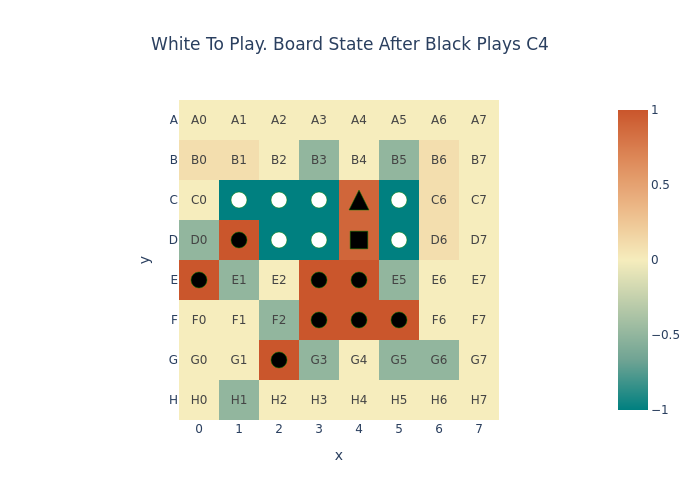 White To Play. Board State After Black Plays C4
A A0 A1 A2 A3 A4 A5 A6 A7 1
B B0 B1 B2 B3 B4 B5 B6 B7 0.5
C C0 C6 C7
D D0 D6 D7 0
y
E E1 E2 E5 E6 E7
F F0 F1 F2 F6 F7 −0.5
G G0 G1 G3 G4 G5 G6 G7
H H0 H1 H2 H3 H4 H5 H6 H7 −1
0 1 2 3 4 5 6 7
x